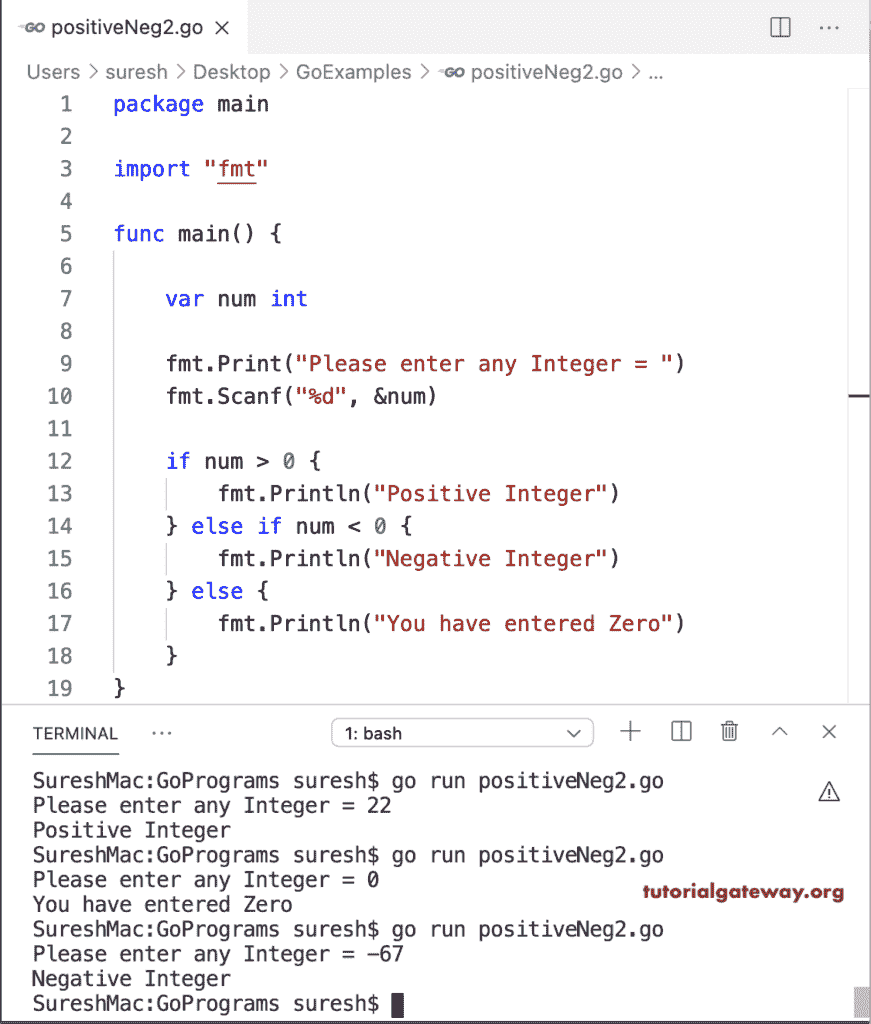 GO positiveNeg2.go
Users > suresh > Desktop > GoExamples > GO positiveNeg2.go > ...
1 package main
2
3 import "fmt"
4
5 func main() {
6
7 var num int
8
9 fmt.Print("Please enter any Integer = ")
10 fmt.Scanf("%d", &num)
11
12 if num > 0 {
13 fmt.Println("Positive Integer")
14 } else if num < 0 {
15 fmt.Println("Negative Integer")
16 } else {
17 fmt.Println("You have entered Zero")
18 }
19 }
TERMINAL ... 1: bash
SureshMac:GoPrograms suresh$ go run positiveNeg2.go
Please enter any Integer = 22
Positive Integer
SureshMac:GoPrograms suresh$ go run positiveNeg2.go
Please enter any Integer = 0
tutorialgateway.org
You have entered Zero
SureshMac:GoPrograms suresh$ go run positiveNeg2.go
Please enter any Integer = -67
Negative Integer
SureshMac:GoPrograms suresh$